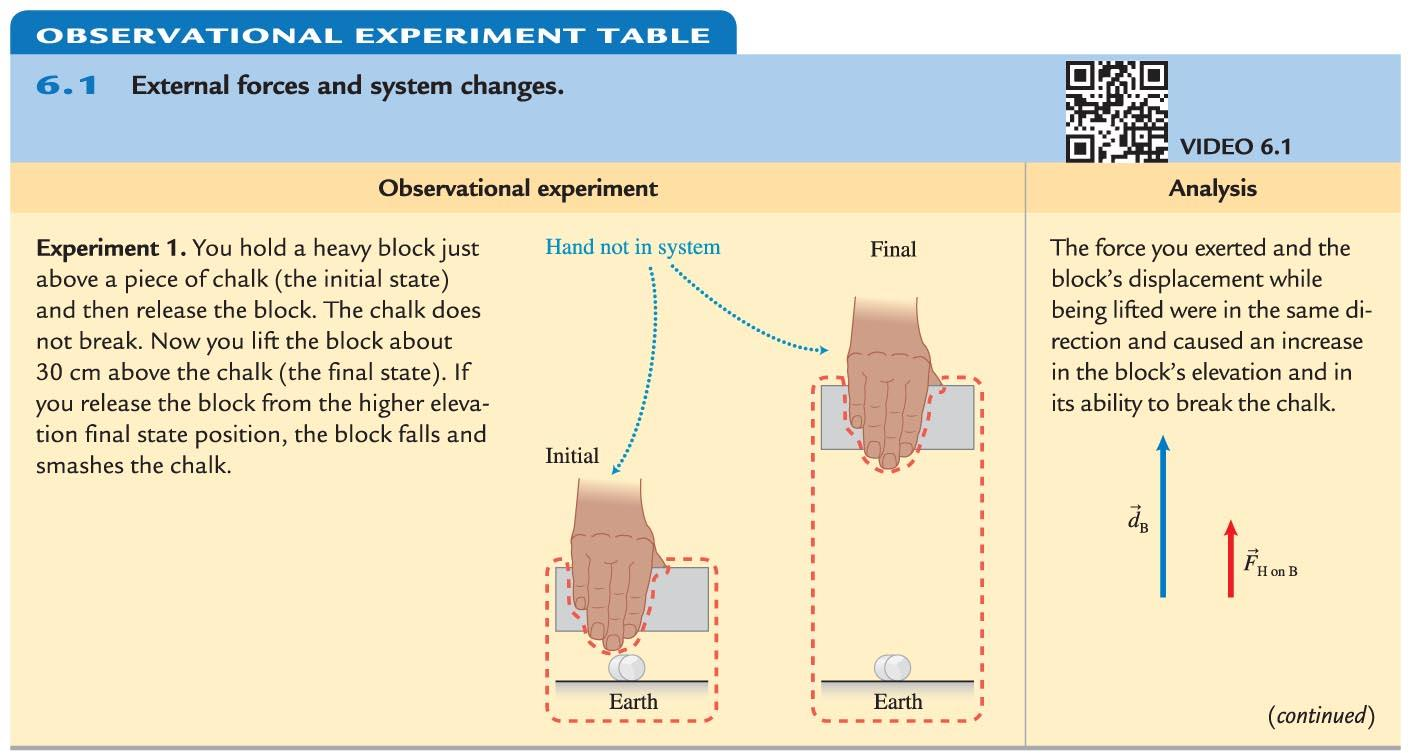 OBSERVATIONAL EXPERIMENT TABLE
6.1 External forces and system changes.
VIDEO 6.1
Observational experiment
Analysis
Experiment 1. You hold a heavy block just
above a piece of chalk (the initial state)
and then release the block. The chalk does
not break. Now you lift the block about
30 cm above the chalk (the final state). If
you release the block from the higher eleva-
tion final state position, the block falls and
smashes the chalk.
Hand not in system
Final
Initial
Earth
Earth
The force you exerted and the
block's displacement while
being lifted were in the same di-
rection and caused an increase
in the block's elevation and in
its ability to break the chalk.
d⃗B
F⃗H on B
(continued)